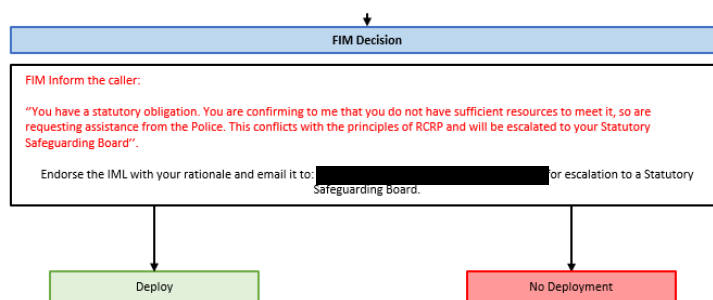 FIM Decision
FIM Inform the caller:
“You have a statutory obligation. You are confirming to me that you do not have sufficient resources to meet it, so are
requesting assistance from the Police. This conflicts with the principles of RCRP and will be escalated to your Statutory
Safeguarding Board”.
Endorse the IML with your rationale and email it to: for escalation to a Statutory
Safeguarding Board.
Deploy
No Deployment